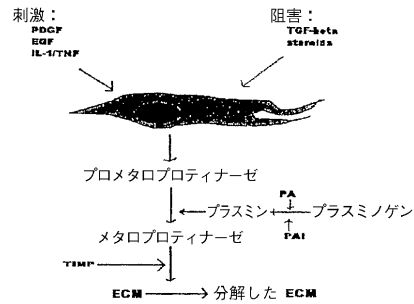 刺激：
PDGF
EGF
IL-1/TNF
阻害：
TGF-beta
steroids
プロメタロプロティナーゼ
PA
プラスミン
プラスミノゲン
PAI
メタロプロティナーゼ
TIMP
ECM
分解した ECM